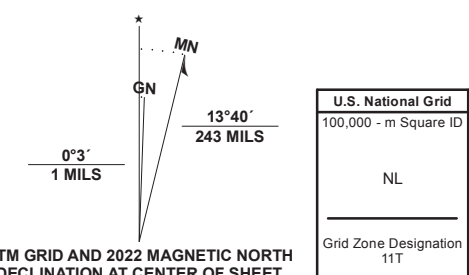 ★
MN
GN
13°40´
243 MILS
0°3´
1 MILS
TM GRID AND 2022 MAGNETIC NORTH
DECLINATION AT CENTER OF SHEET
U.S. National Grid
100,000 - m Square ID
NL
Grid Zone Designation
11T